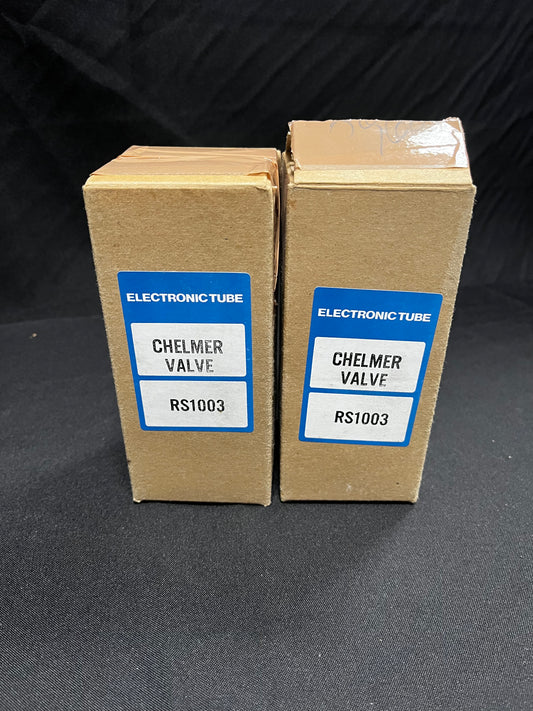 ELECTRONIC TUBE
CHELMER
VALVE
RS1003
ELECTRONIC TUBE
CHELMER
VALVE
RS1003